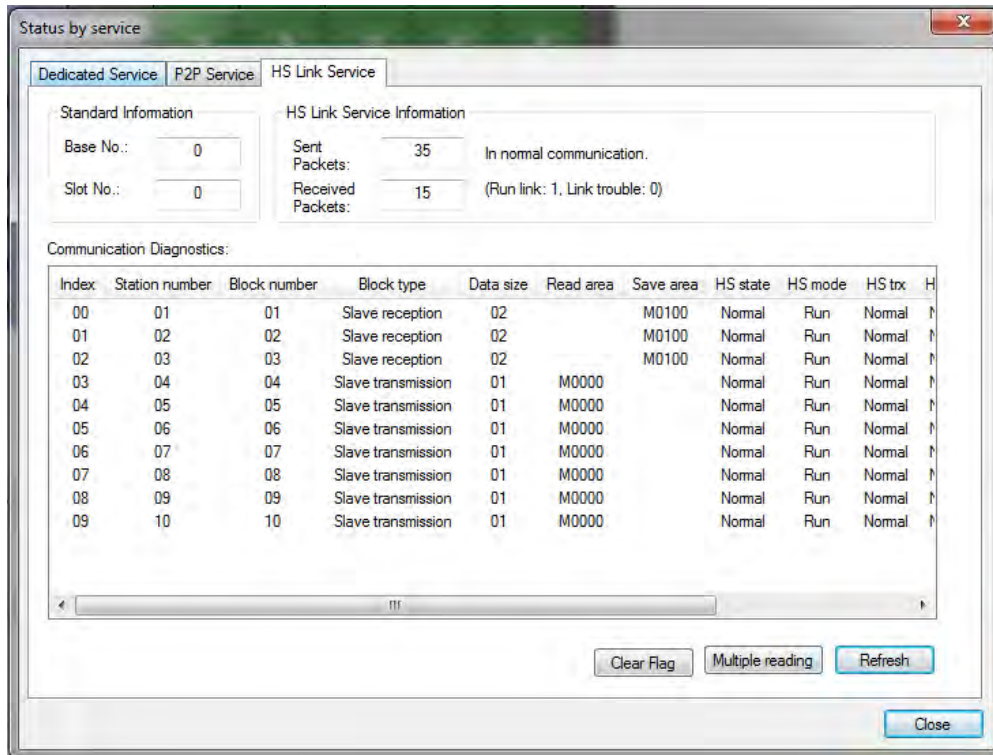 Status by service
Dedicated Service P2P Service HS Link Service
Standard Information HS Link Service Information
Base No.: 0 Sent Packets: 35 In normal communication.
Slot No.: 0 Received Packets: 15 (Run link: 1, Link trouble: 0)
Communication Diagnostics:
Index Station number Block number Block type Data size Read area Save area HS state HS mode HS trx H
00 01 01 Slave reception 02 M0100 Normal Run Normal
01 02 02 Slave reception 02 M0100 Normal Run Normal
02 03 03 Slave reception 02 M0100 Normal Run Normal
03 04 04 Slave transmission 01 M0000 Normal Run Normal
04 05 05 Slave transmission 01 M0000 Normal Run Normal
05 06 06 Slave transmission 01 M0000 Normal Run Normal
06 07 07 Slave transmission 01 M0000 Normal Run Normal
07 08 08 Slave transmission 01 M0000 Normal Run Normal
08 09 09 Slave transmission 01 M0000 Normal Run Normal
09 10 10 Slave transmission 01 M0000 Normal Run Normal
Clear Flag Multiple reading Refresh
Close